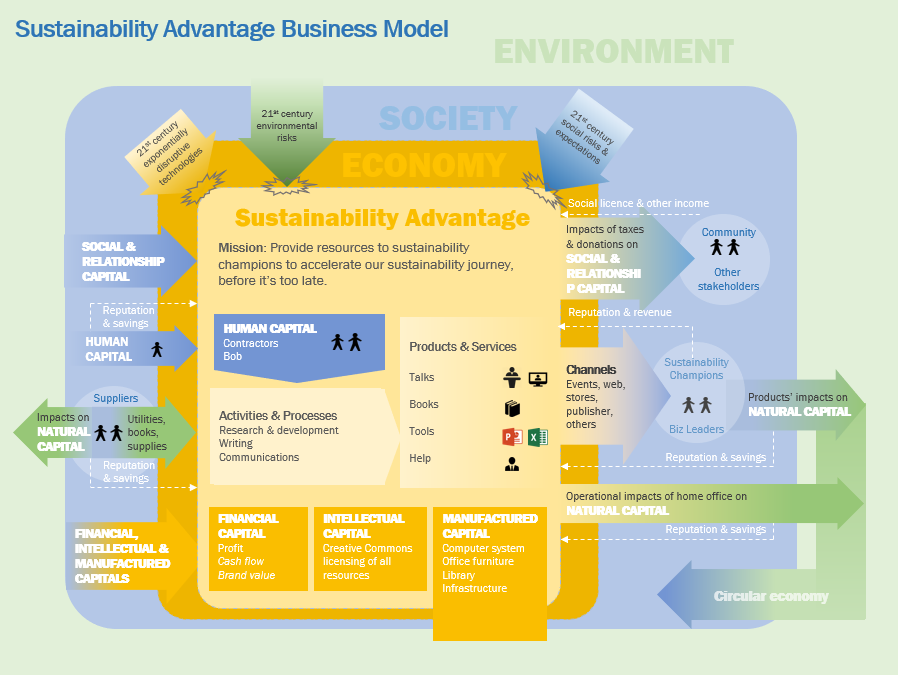 Sustainability Advantage Business Model
ENVIRONMENT
SOCIETY
ECONOMY
21st century
exponentially
disruptive
technologies
21st century
environmental
risks
21st century
social risks &
expectations
Sustainability Advantage
Mission: Provide resources to sustainability
champions to accelerate our sustainability journey,
before it's too late.
SOCIAL &
RELATIONSHIP
CAPITAL
Reputation
& savings
HUMAN
CAPITAL
Suppliers
Impacts on
NATURAL
CAPITAL
Utilities,
books,
supplies
Reputation
& savings
FINANCIAL,
INTELLECTUAL &
MANUFACTURED
CAPITALS
HUMAN CAPITAL
Contractors
Bob
Activities & Processes
Research & development
Writing
Communications
Products & Services
Talks
Books
Tools
P
X
Help
FINANCIAL
CAPITAL
Profit
Cash flow
Brand value
INTELLECTUAL
CAPITAL
Creative Commons
licensing of all
resources
MANUFACTURED
CAPITAL
Computer system
Office furniture
Library
Infrastructure
Social licence & other income
Impacts of taxes
& donations on
SOCIAL &
RELATIONSHI
P CAPITAL
Community
Other
stakeholders
Reputation & revenue
Channels
Events, web,
stores,
publisher,
others
Sustainability
Champions
Biz Leaders
Products' impacts on
NATURAL CAPITAL
Reputation & savings
Operational impacts of home office on
NATURAL CAPITAL
Reputation & savings
Circular economy